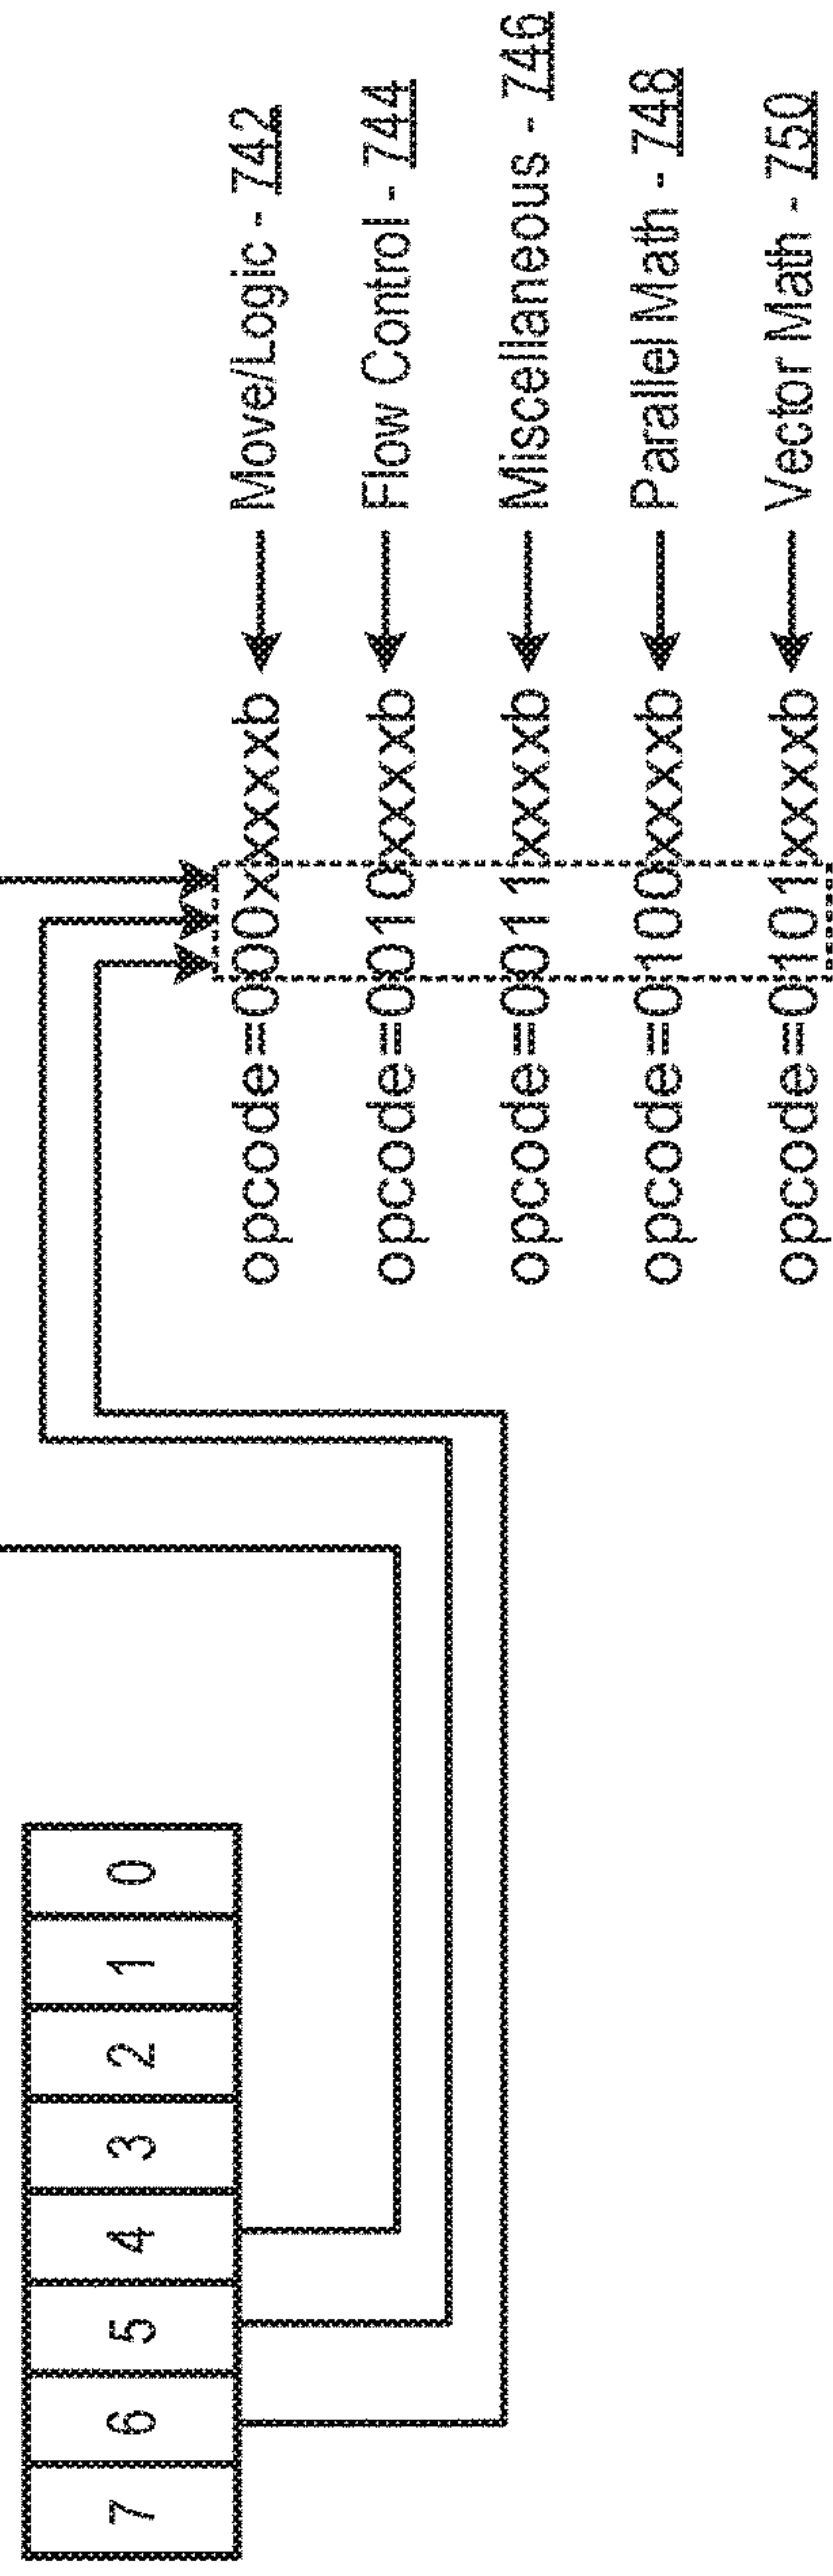 7 6 5 4 3 2 1 0
opcode=000xxxxxb Move/Logic - 742
opcode=0010xxxxb Flow Control - 744
opcode=0011xxxxb Miscellaneous - 746
opcode=0100xxxxb Parallel Math - 748
opcode=0101xxxxb Vector Math - 750